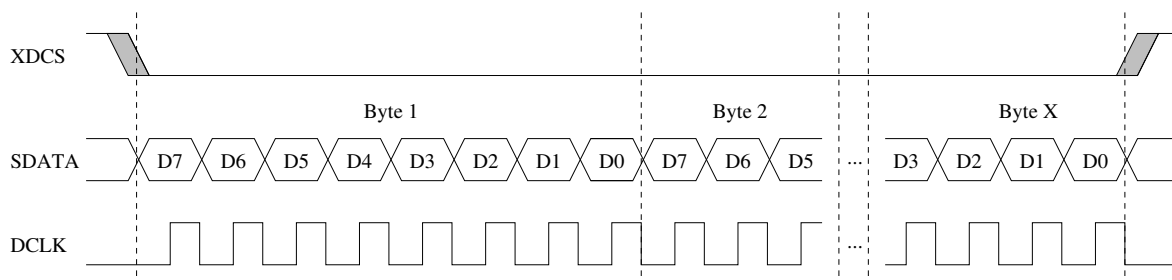 XDCS
Byte 1 Byte 2 Byte X
SDATA D7 D6 D5 D4 D3 D2 D1 D0 D7 D6 D5 ... D3 D2 D1 D0
DCLK ...
...